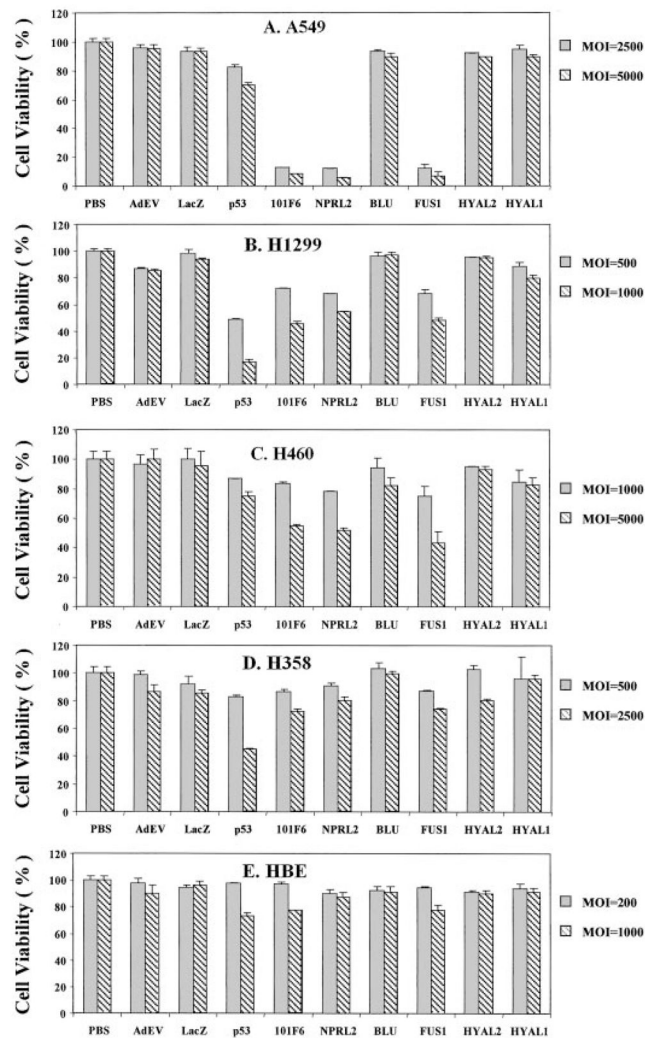 A. A549
Cell Viability ( % )
120
100
80
60
40
20
0
PBS AdEV LacZ p53 101F6 NPRL2 BLU FUS1 HYAL2 HYAL1
MOI=2500
MOI=5000
B. H1299
Cell Viability ( % )
120
100
80
60
40
20
0
PBS AdEV LacZ p53 101F6 NPRL2 BLU FUS1 HYAL2 HYAL1
MOI=500
MOI=1000
C. H460
Cell Viability ( % )
120
100
80
60
40
20
0
PBS AdEV LacZ p53 101F6 NPRL2 BLU FUS1 HYAL2 HYAL1
MOI=1000
MOI=5000
D. H358
Cell Viability ( % )
120
100
80
60
40
20
0
PBS AdEV LacZ p53 101F6 NPRL2 BLU FUS1 HYAL2 HYAL1
MOI=500
MOI=2500
E. HBE
Cell Viability ( % )
120
100
80
60
40
20
0
PBS AdEV LacZ p53 101F6 NPRL2 BLU FUS1 HYAL2 HYAL1
MOI=200
MOI=1000